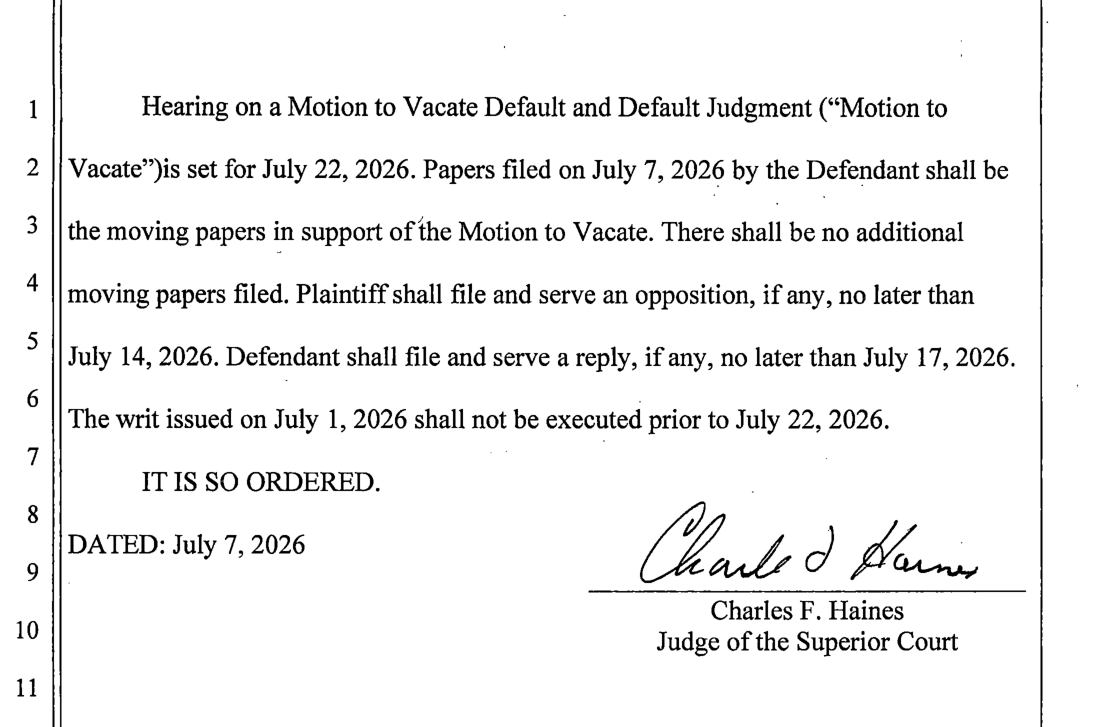 1 Hearing on a Motion to Vacate Default and Default Judgment (“Motion to
2 Vacate”)is set for July 22, 2026. Papers filed on July 7, 2026 by the Defendant shall be
3 the moving papers in support of the Motion to Vacate. There shall be no additional
4 moving papers filed. Plaintiff shall file and serve an opposition, if any, no later than
5 July 14, 2026. Defendant shall file and serve a reply, if any, no later than July 17, 2026.
6 The writ issued on July 1, 2026 shall not be executed prior to July 22, 2026.
7 IT IS SO ORDERED.
8
DATED: July 7, 2026
9
Charles F. Haines
10 Judge of the Superior Court
11